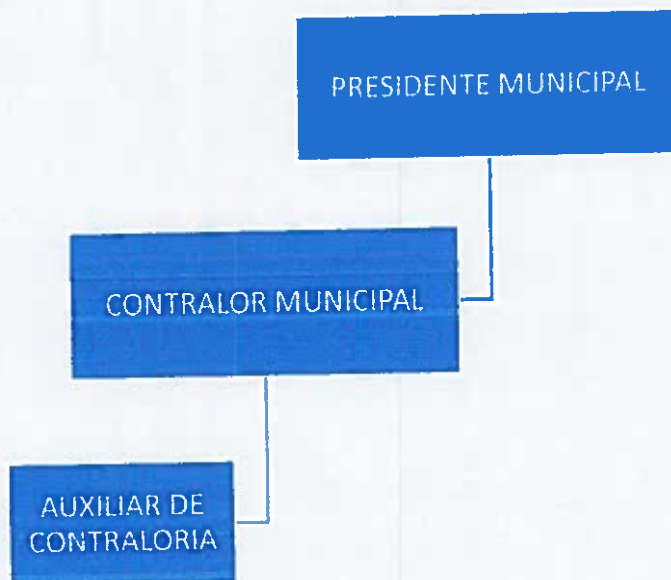 PRESIDENTE MUNICIPAL
CONTRALOR MUNICIPAL
AUXILIAR DE
CONTRALORIA